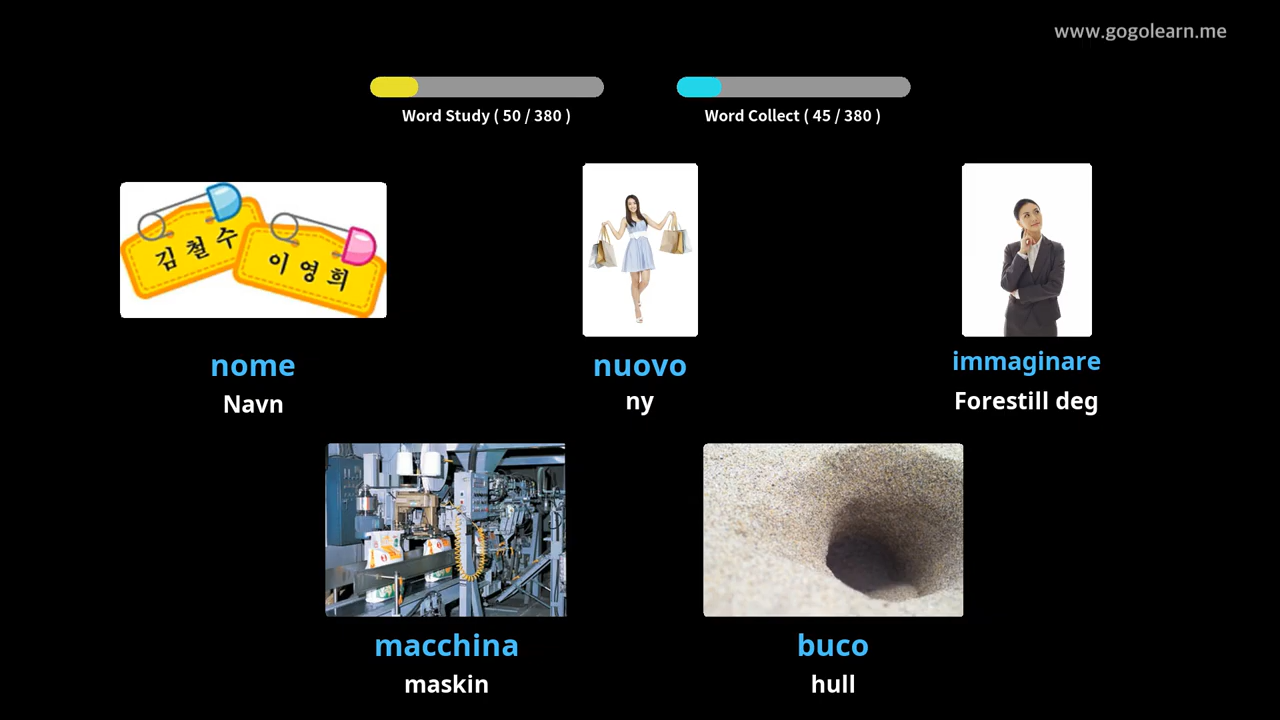 www.gogolearn.me
Word Study ( 50 / 380 )
Word Collect ( 45 / 380 )
김철수
이영희
nome
Navn
nuovo
ny
immaginare
Forestill deg
macchina
maskin
buco
hull